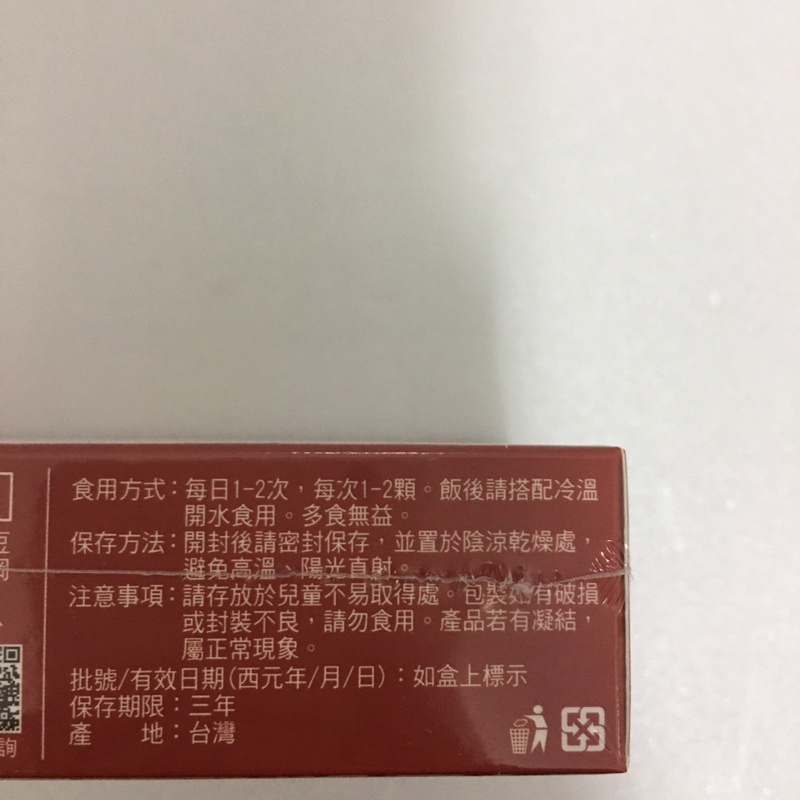 食用方式：每日1-2次，每次1-2顆。飯後請搭配冷溫
開水食用。多食無益。
保存方法：開封後請密封保存，並置於陰涼乾燥處，
避免高溫、陽光直射。
注意事項：請存放於兒童不易取得處。包裝如有破損
或封裝不良，請勿食用。產品若有凝結，
屬正常現象。
批號/有效日期(西元年/月/日)：如盒上標示
保存期限：三年
產　　地：台灣
豆
詢